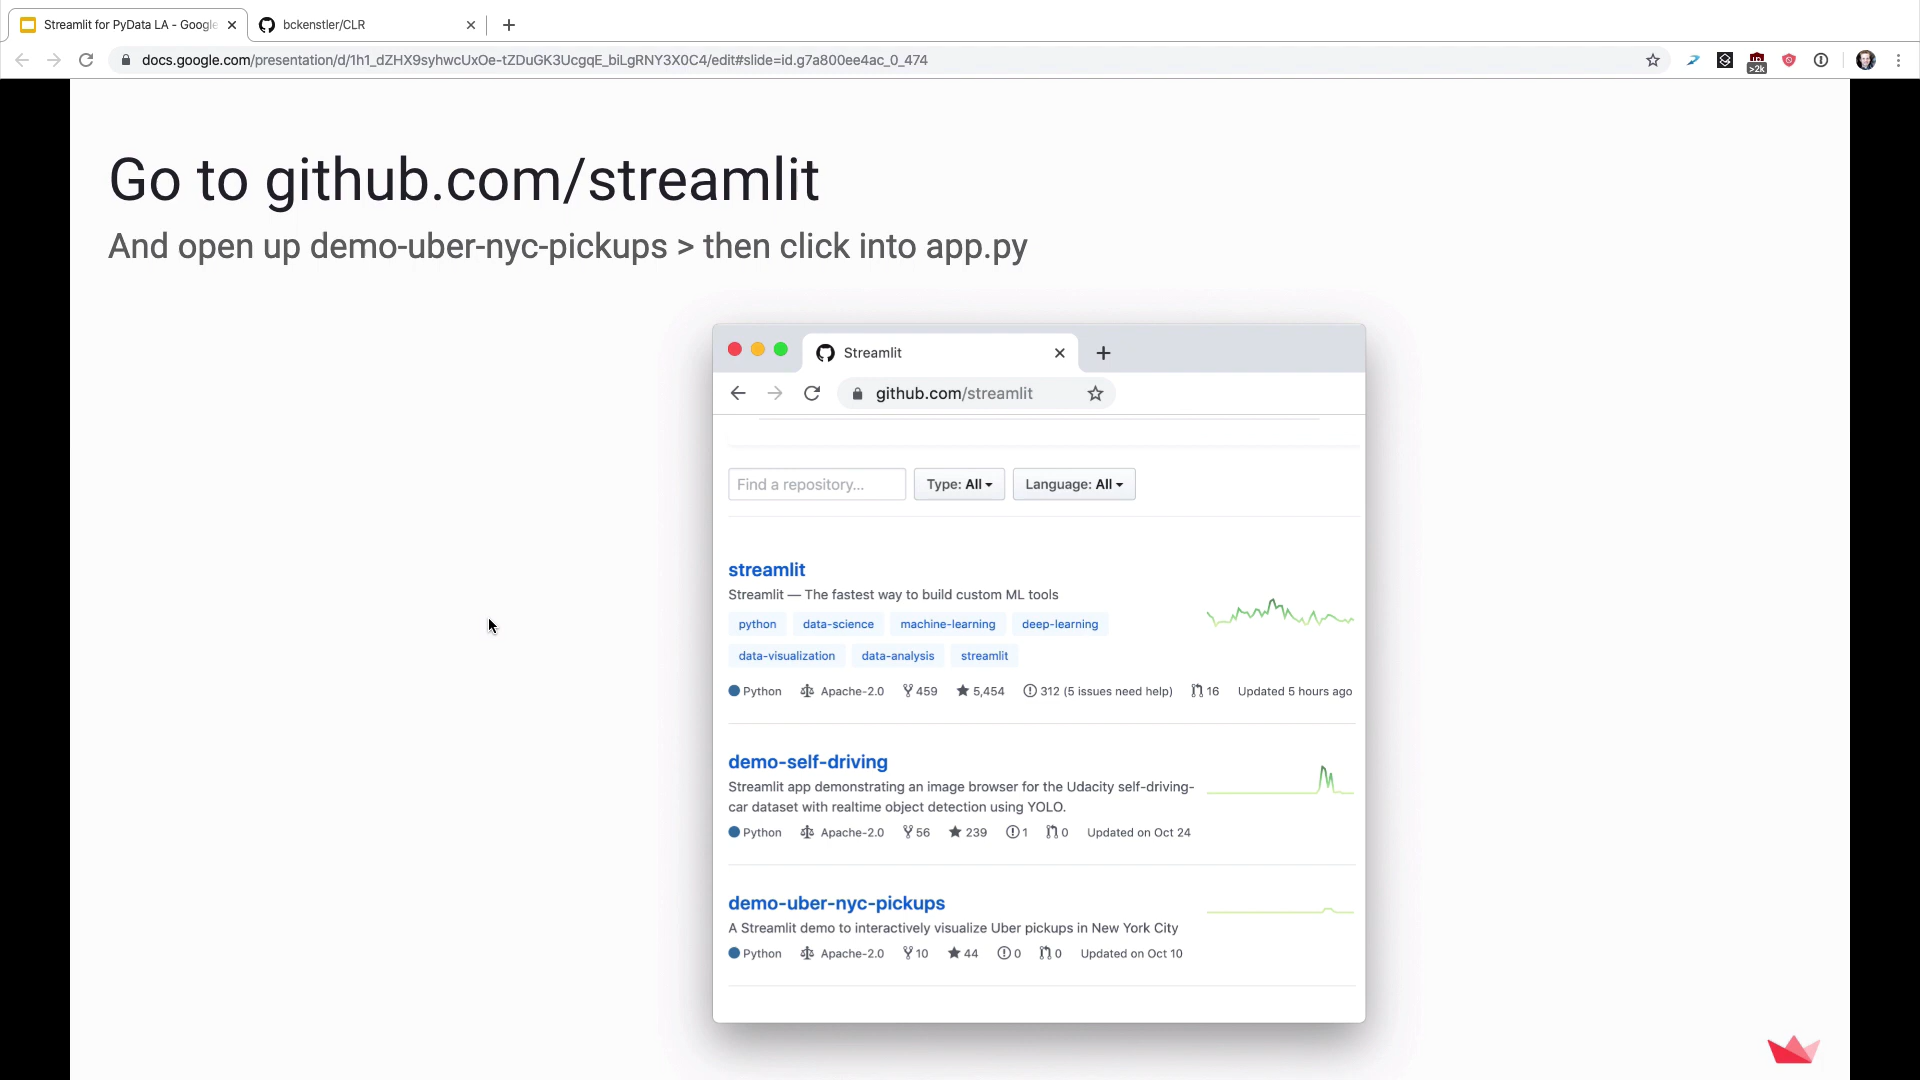 Streamlit for PyData LA - Google
bckenstler/CLR
docs.google.com/presentation/d/1h1_dZHX9syhwcUxOe-tZDuGK3UcgqE_biLgRNY3X0C4/edit#slide=id.g7a800ee4ac_0_474
>2k
Go to github.com/streamlit
And open up demo-uber-nyc-pickups > then click into app.py
Streamlit
github.com/streamlit
Find a repository...
Type: All
Language: All
streamlit
Streamlit — The fastest way to build custom ML tools
python data-science machine-learning deep-learning
data-visualization data-analysis streamlit
Python Apache-2.0 459 5,454 312 (5 issues need help) 16 Updated 5 hours ago
demo-self-driving
Streamlit app demonstrating an image browser for the Udacity self-driving-
car dataset with realtime object detection using YOLO.
Python Apache-2.0 56 239 1 0 Updated on Oct 24
demo-uber-nyc-pickups
A Streamlit demo to interactively visualize Uber pickups in New York City
Python Apache-2.0 10 44 0 0 Updated on Oct 10